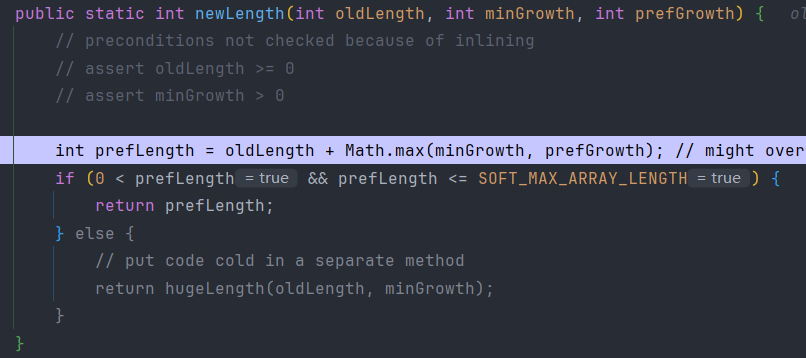 public static int newLength(int oldLength, int minGrowth, int prefGrowth) {
// preconditions not checked because of inlining
// assert oldLength >= 0
// assert minGrowth > 0
int prefLength = oldLength + Math.max(minGrowth, prefGrowth); // might over
if (0 < prefLength = true && prefLength <= SOFT_MAX_ARRAY_LENGTH = true ) {
return prefLength;
} else {
// put code cold in a separate method
return hugeLength(oldLength, minGrowth);
}
}